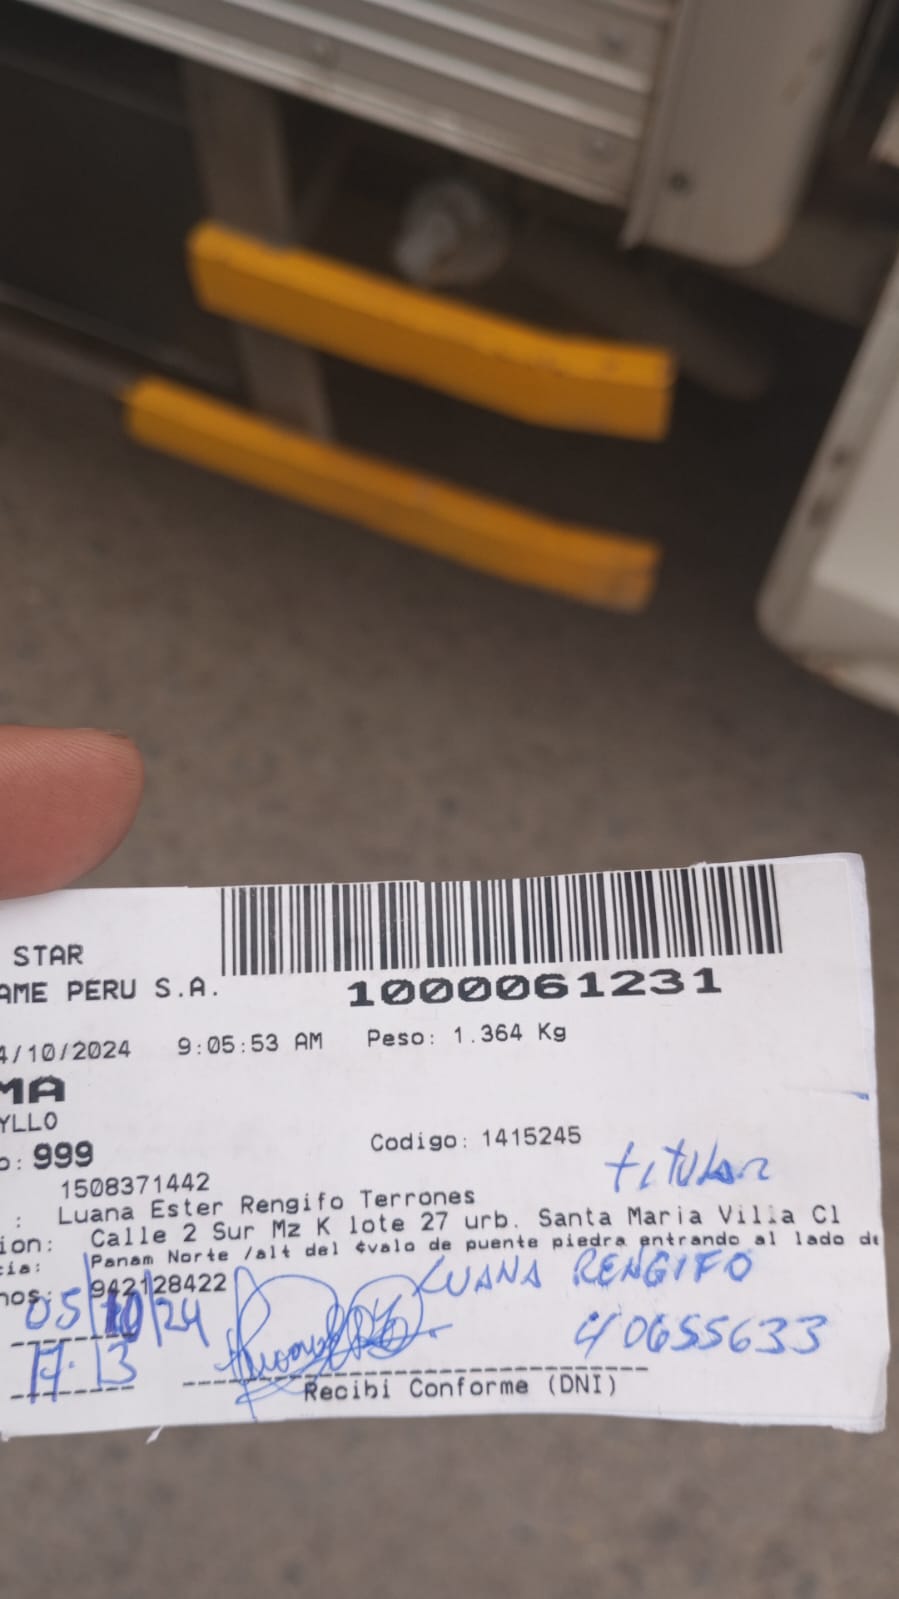 STAR
AME PERU S.A.
1000061231
4/10/2024 9:05:53 AM Peso: 1.364 Kg
MA
YLLO
o: 999 Codigo: 1415245
titular
1508371442
: Luana Ester Rengifo Terrones
ion: Calle 2 Sur Mz K lote 27 urb. Santa Maria Villa Cl
cia: Panam Norte /alt del ¢valo de puente piedra entrando al lado de
nos: 942128422
LUANA RENGIFO
05/10/24
40655633
17:13
Recibi Conforme (DNI)